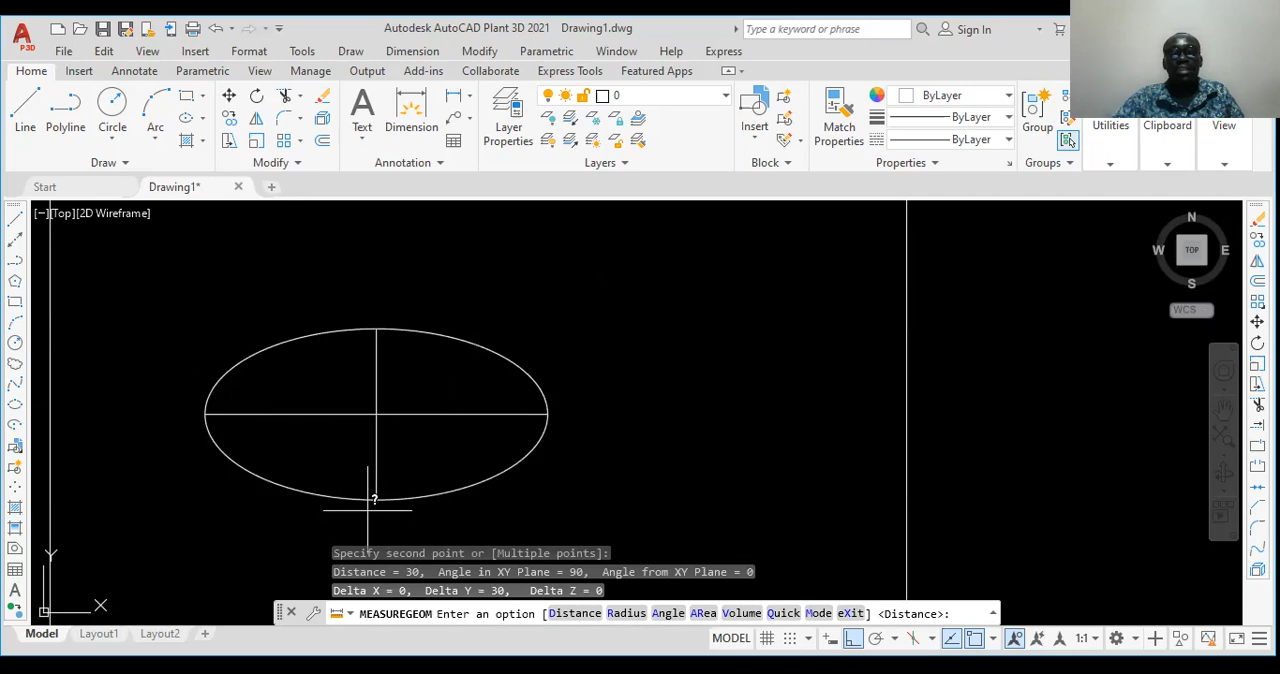 Autodesk AutoCAD Plant 3D 2021 Drawing1.dwg Type a keyword or phrase Sign In
A P3D
File Edit View Insert Format Tools Draw Dimension Modify Parametric Window Help Express
Home Insert Annotate Parametric View Manage Output Add-ins Collaborate Express Tools Featured Apps
0 ByLayer
ByLayer
ByLayer
Line Polyline Circle Arc Text Dimension Layer Properties Insert Match Properties Group Utilities Clipboard View
Draw Modify Annotation Layers Block Properties Groups
Start Drawing1*
[−][Top][2D Wireframe]
N
W TOP E
S
WCS
?
Y
X
Specify second point or [Multiple points]:
Distance = 30, Angle in XY Plane = 90, Angle from XY Plane = 0
Delta X = 0, Delta Y = 30, Delta Z = 0
MEASUREGEOM Enter an option [Distance Radius Angle ARea Volume Quick Mode eXit] <Distance>:
Model Layout1 Layout2 +
MODEL 1:1